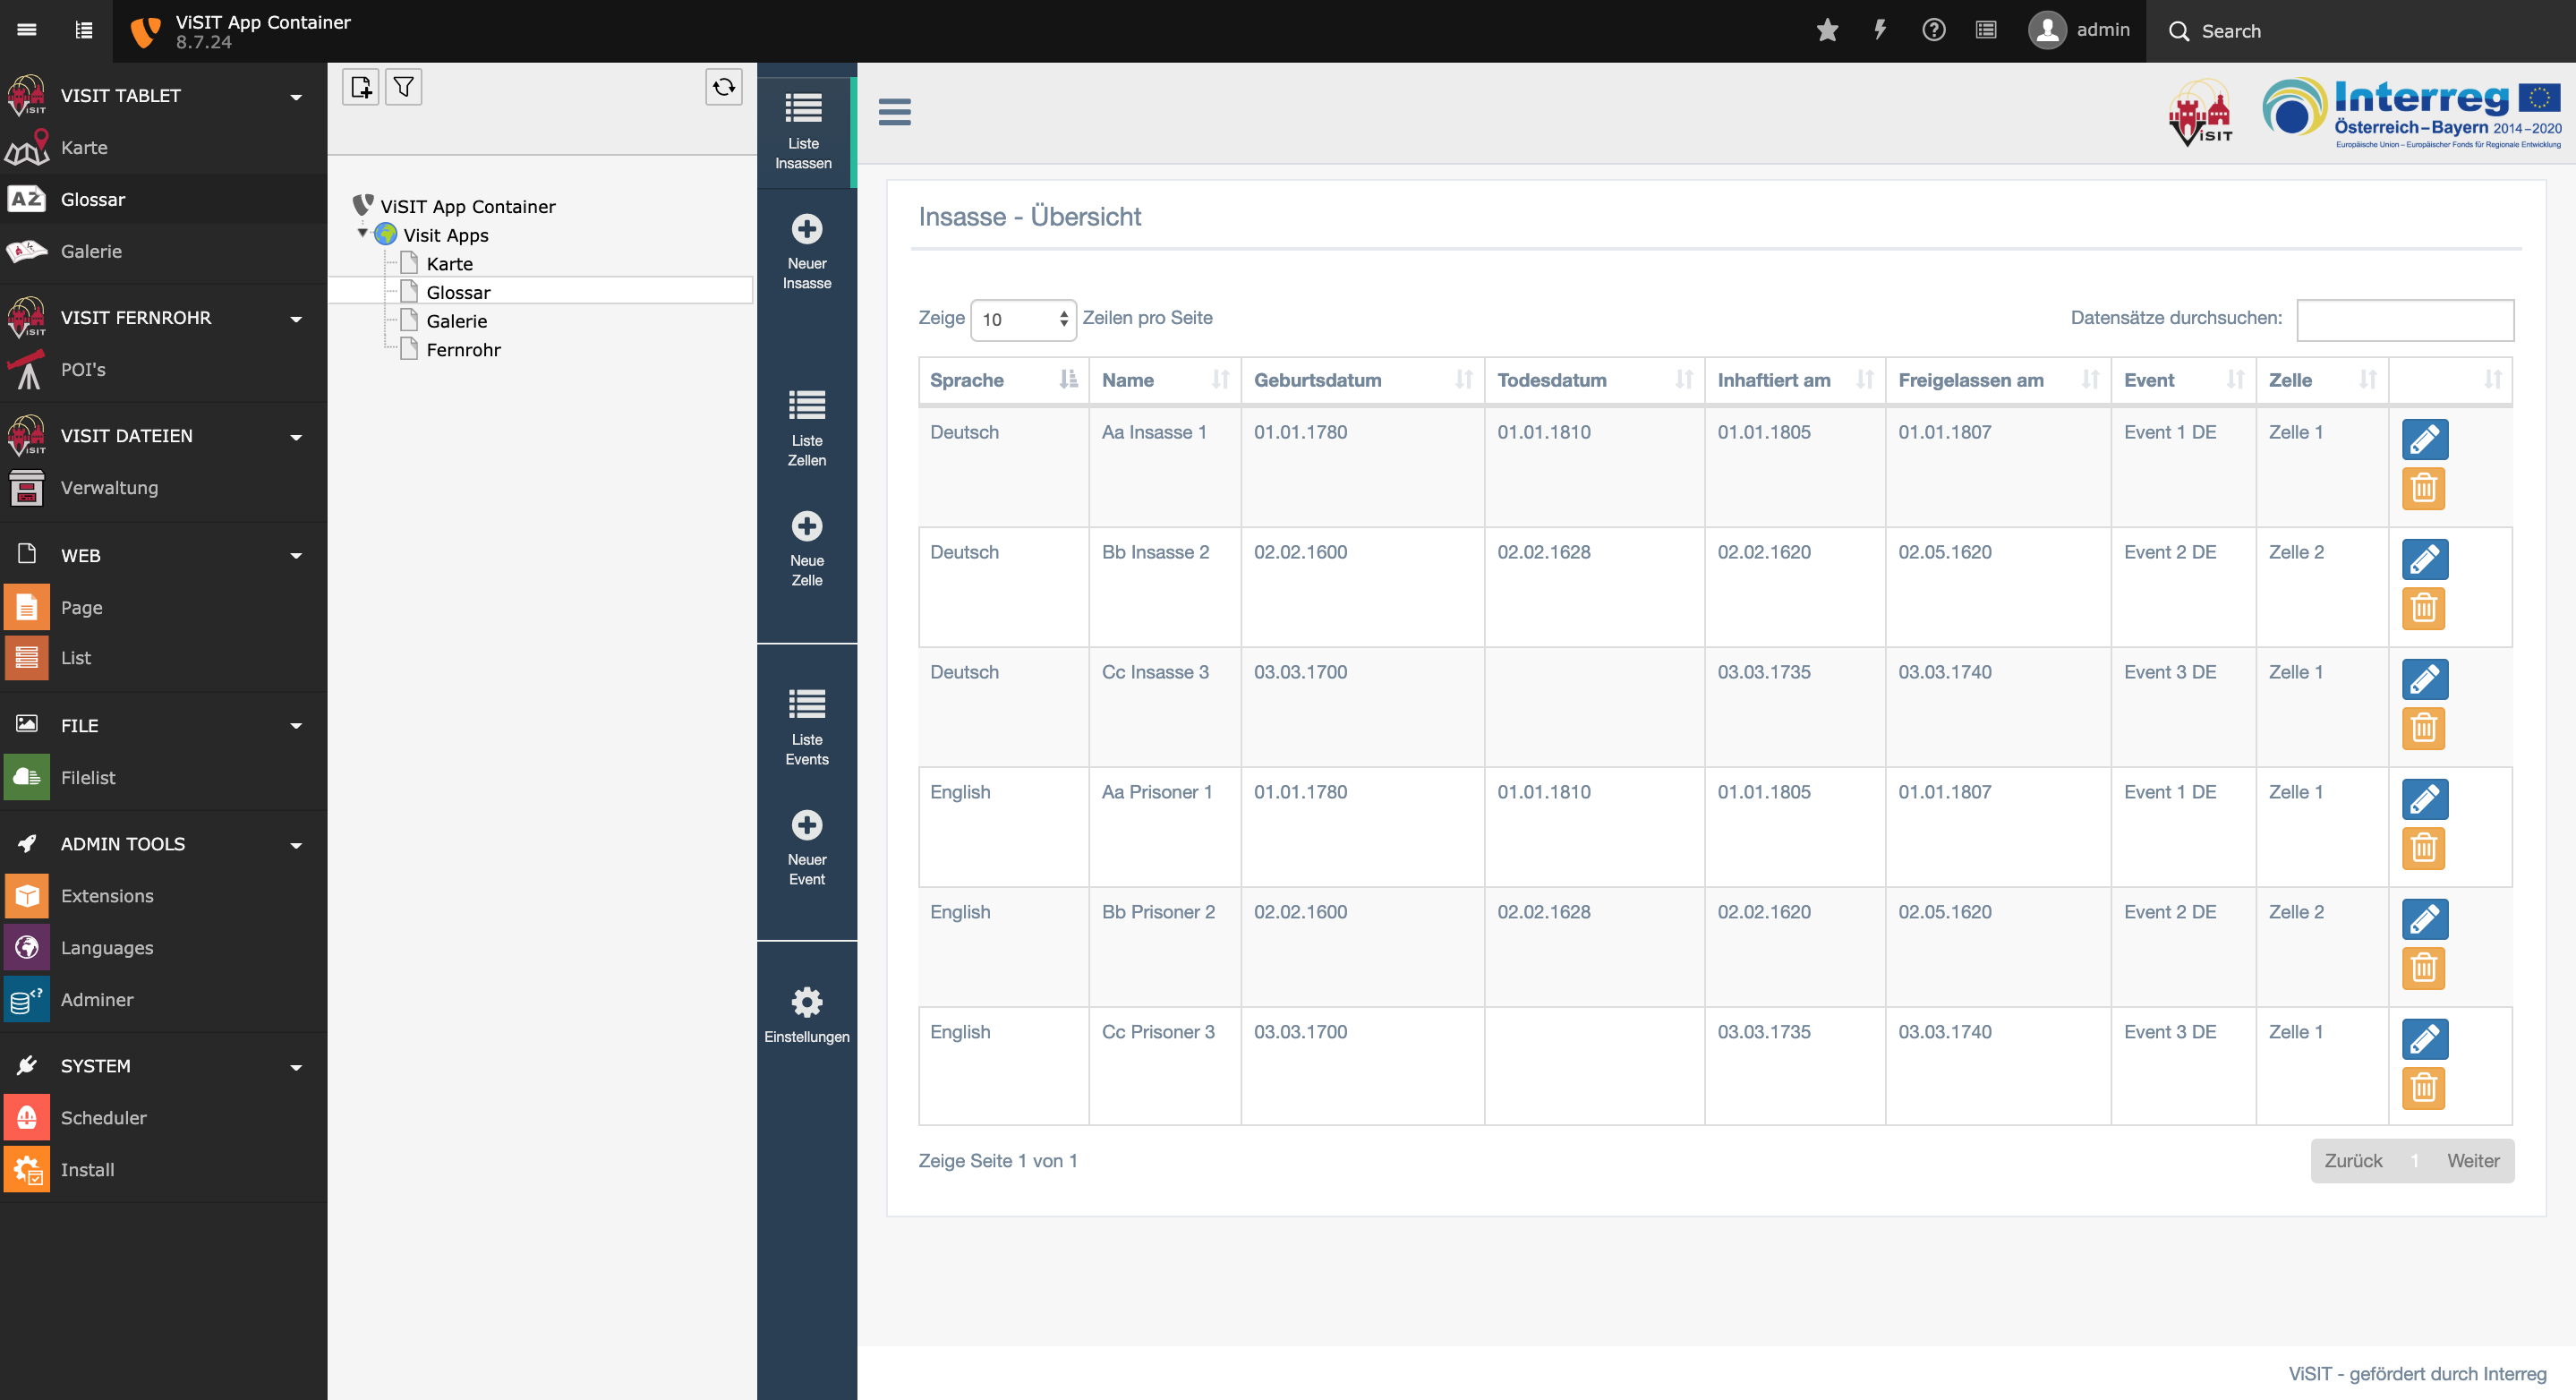 ViSIT App Container
8.7.24
admin
Search
VISIT TABLET
Karte
Glossar
Galerie
VISIT FERNROHR
POI's
VISIT DATEIEN
Verwaltung
WEB
Page
List
FILE
Filelist
ADMIN TOOLS
Extensions
Languages
Adminer
SYSTEM
Scheduler
Install
ViSIT App Container
Visit Apps
Karte
Glossar
Galerie
Fernrohr
Liste
Insassen
Neuer
Insasse
Liste
Zellen
Neue
Zelle
Liste
Events
Neuer
Event
Einstellungen
ViSIT
Interreg
Österreich–Bayern 2014–2020
Europäische Union – Europäischer Fonds für Regionale Entwicklung
Insasse - Übersicht
Zeige 10 Zeilen pro Seite
Datensätze durchsuchen:
Sprache Name Geburtsdatum Todesdatum Inhaftiert am Freigelassen am Event Zelle
Deutsch Aa Insasse 1 01.01.1780 01.01.1810 01.01.1805 01.01.1807 Event 1 DE Zelle 1
Deutsch Bb Insasse 2 02.02.1600 02.02.1628 02.02.1620 02.05.1620 Event 2 DE Zelle 2
Deutsch Cc Insasse 3 03.03.1700 03.03.1735 03.03.1740 Event 3 DE Zelle 1
English Aa Prisoner 1 01.01.1780 01.01.1810 01.01.1805 01.01.1807 Event 1 DE Zelle 1
English Bb Prisoner 2 02.02.1600 02.02.1628 02.02.1620 02.05.1620 Event 2 DE Zelle 2
English Cc Prisoner 3 03.03.1700 03.03.1735 03.03.1740 Event 3 DE Zelle 1
Zeige Seite 1 von 1
Zurück 1 Weiter
ViSIT - gefördert durch Interreg